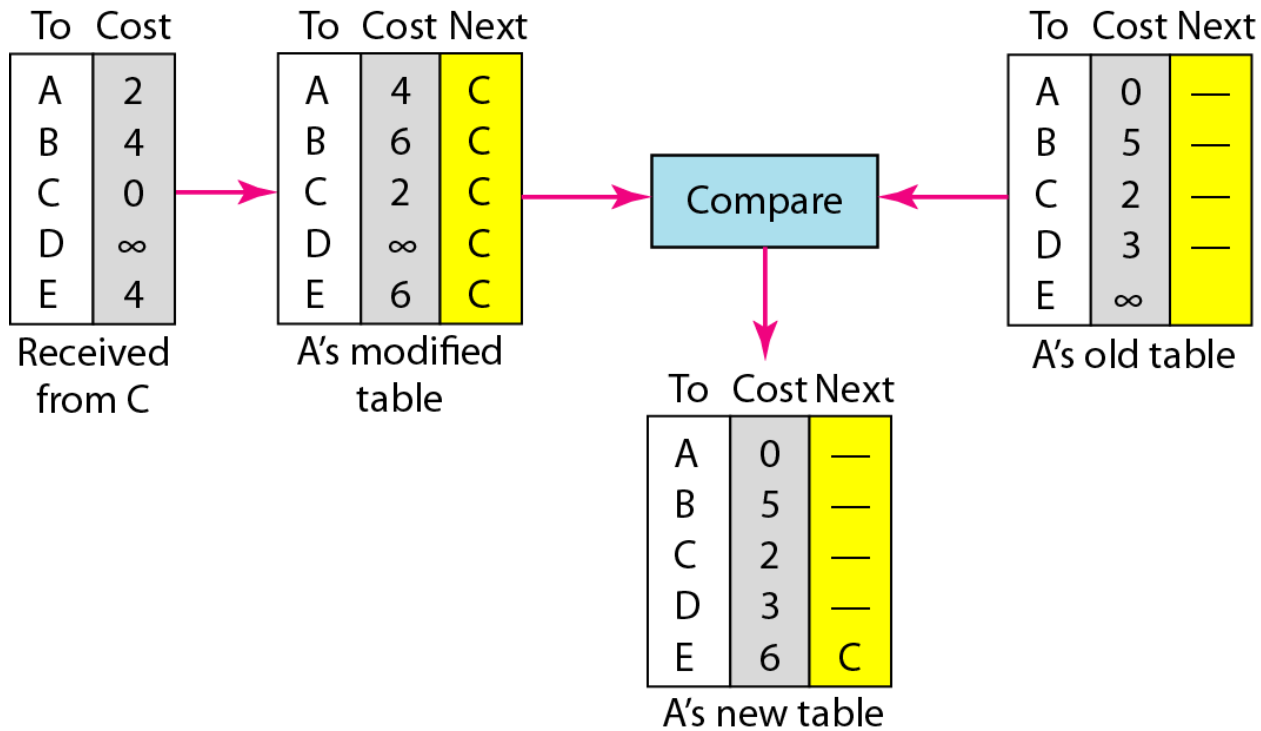 To Cost
A 2
B 4
C 0
D ∞
E 4
Received
from C
To Cost Next
A 4 C
B 6 C
C 2 C
D ∞ C
E 6 C
A's modified
table
Compare
To Cost Next
A 0 —
B 5 —
C 2 —
D 3 —
E ∞
A's old table
To Cost Next
A 0 —
B 5 —
C 2 —
D 3 —
E 6 C
A's new table